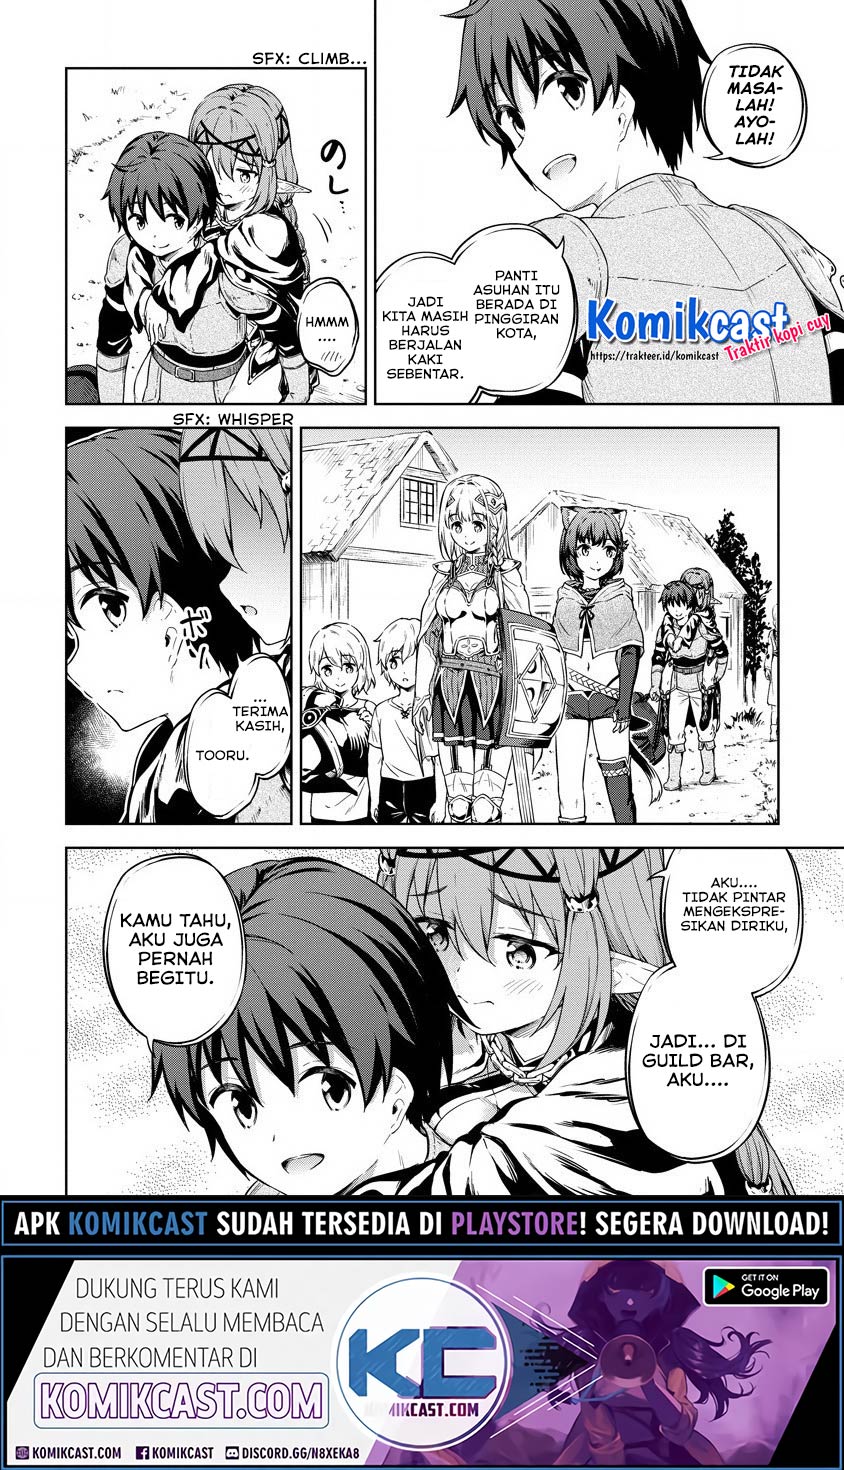 TIDAK
MASA-
LAH!
AYO-
LAH!
PANTI
ASUHAN ITU
BERADA DI
PINGGIRAN
KOTA,
JADI
KITA MASIH
HARUS
BERJALAN
KAKI
SEBENTAR.
Komikcast
Traktir kopi cuy
https://trakteer.id/komikcast
SFX: CLIMB...
のし…
HMMM
....
SFX: WHISPER
ボソッ
...
TERIMA
KASIH,
TOORU.
AKU....
TIDAK PINTAR
MENGEKSPRE-
SIKAN DIRIKU,
JADI... DI
GUILD BAR,
AKU....
KAMU TAHU,
AKU JUGA
PERNAH
BEGITU.
APK KOMIKCAST SUDAH TERSEDIA DI PLAYSTORE! SEGERA DOWNLOAD!
DUKUNG TERUS KAMI
DENGAN SELALU MEMBACA
DAN BERKOMENTAR DI
KOMIKCAST.COM
KOMIKCAST.COM KOMIKCAST DISCORD.GG/N8XEKA8
KC
KOMIKCAST.COM
GET IT ON
Google Play